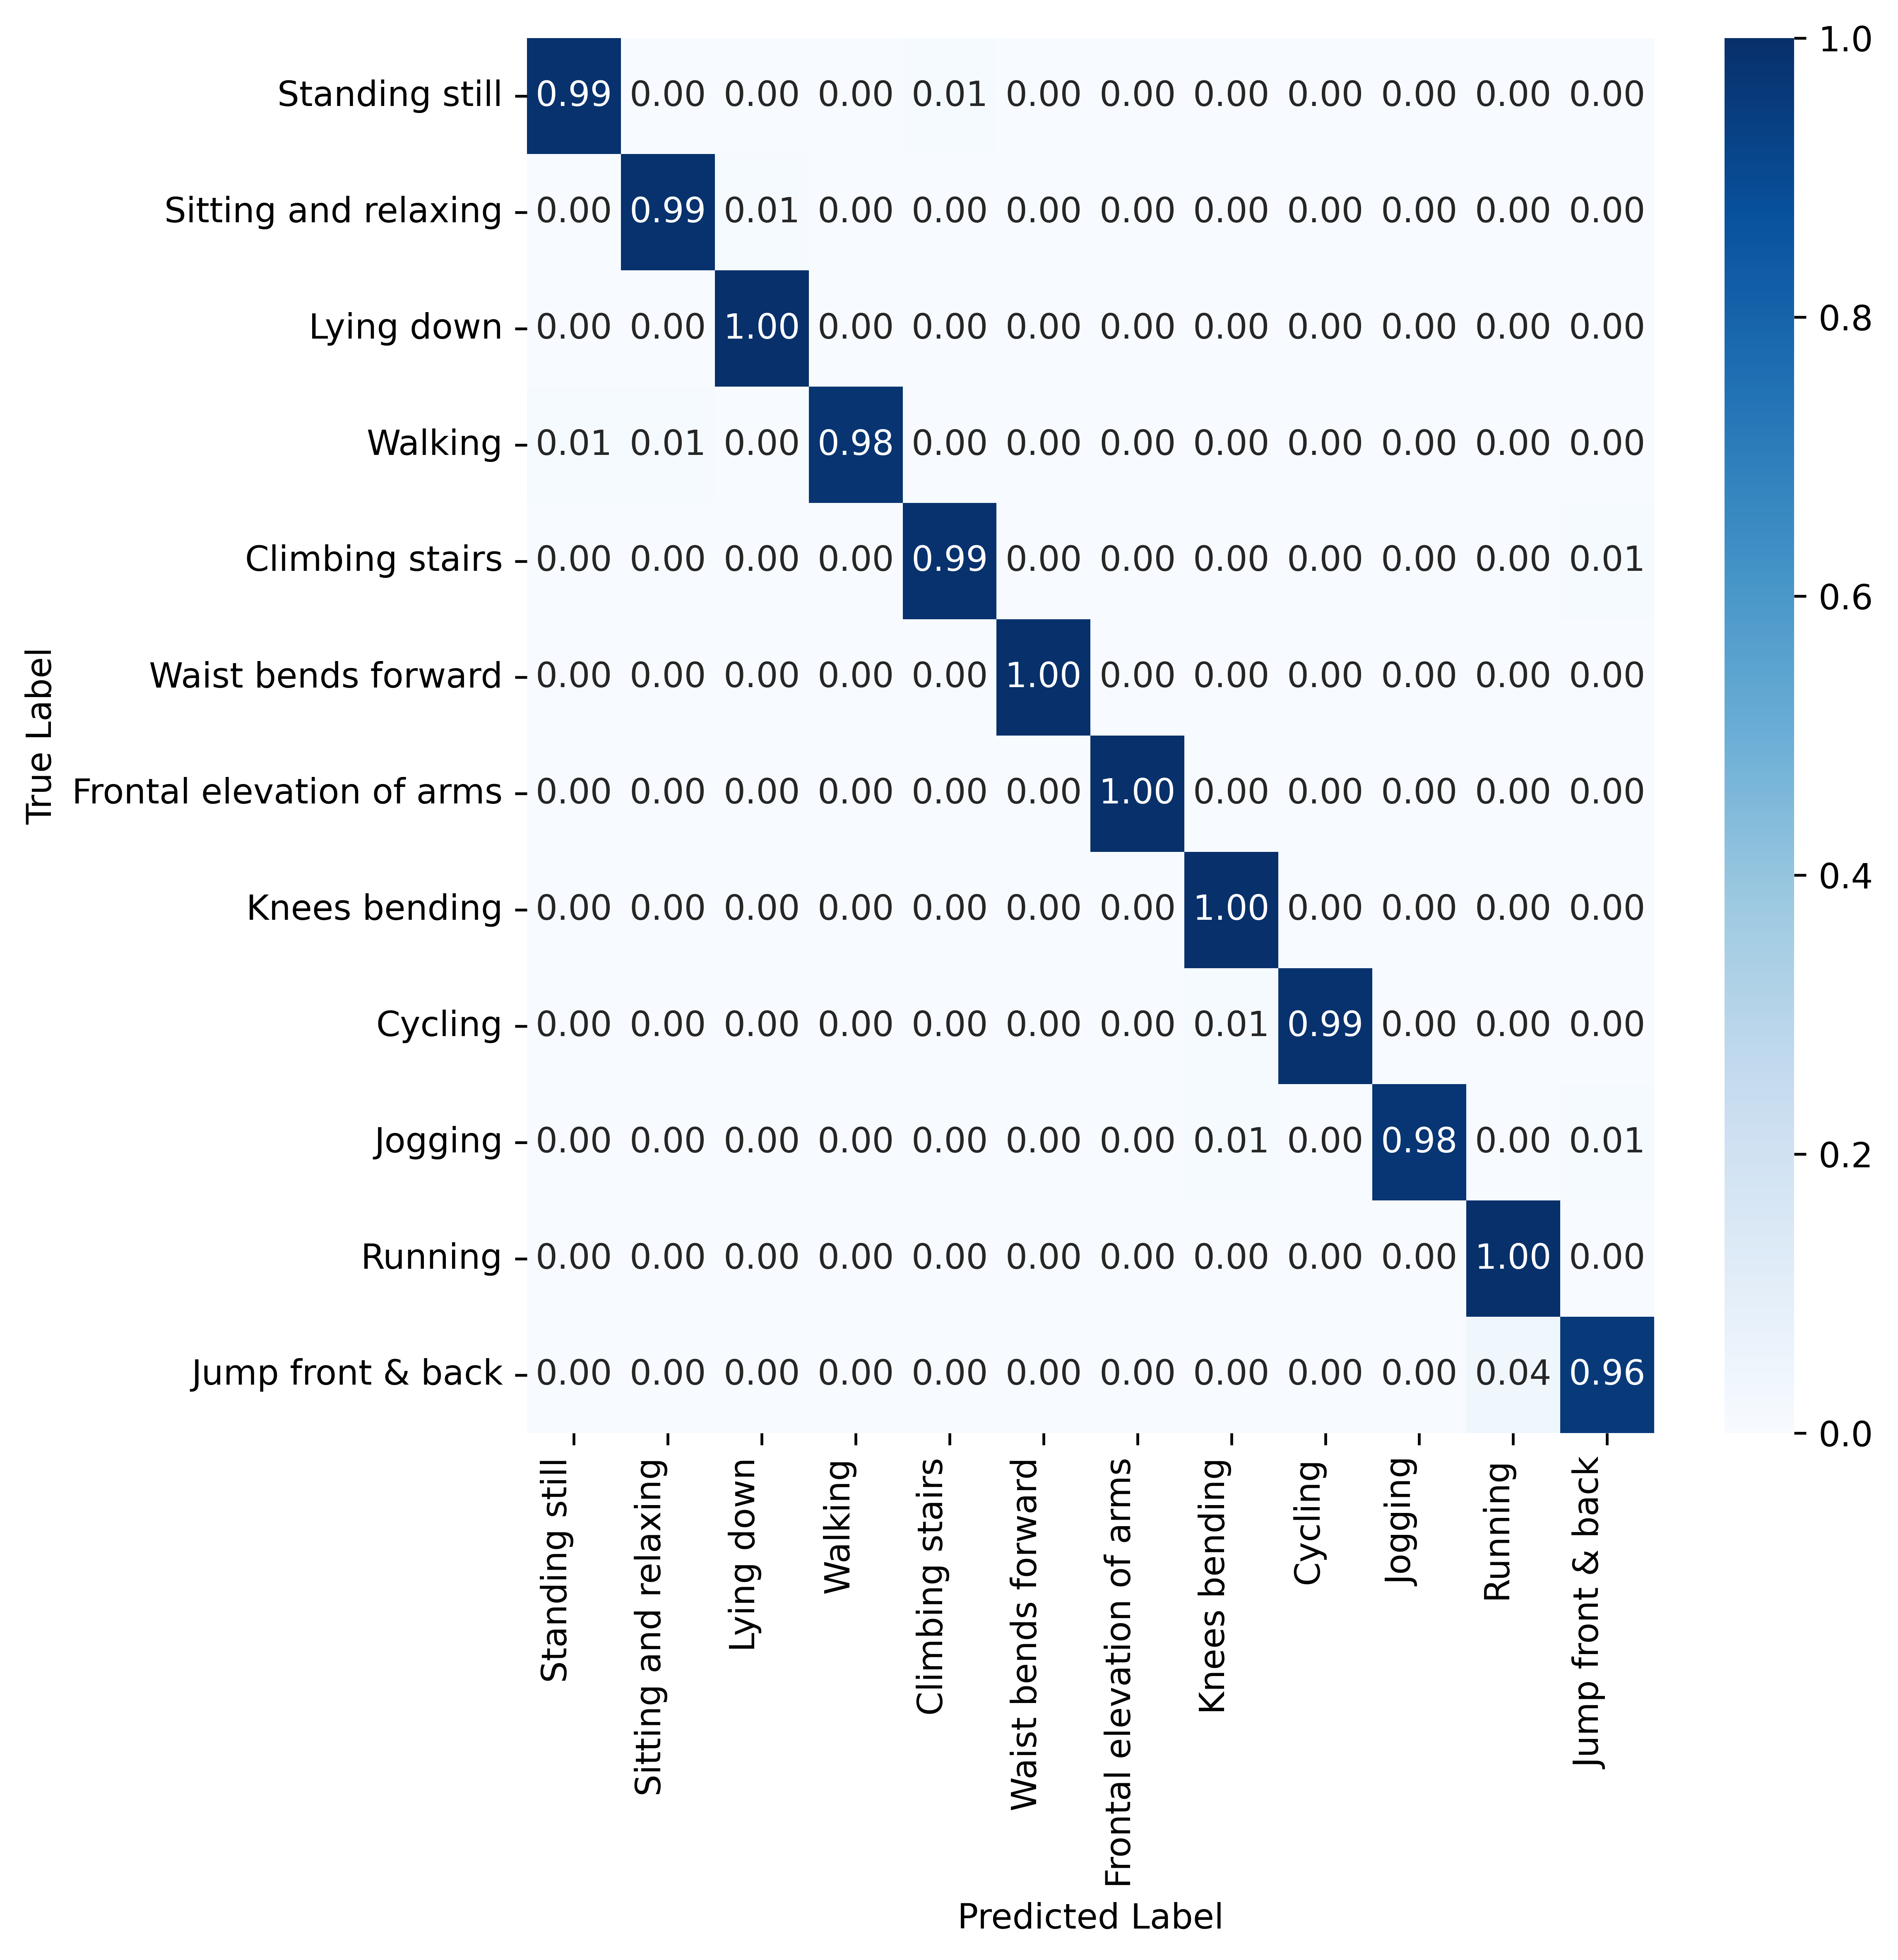 1.0
Standing still 0.99 0.00 0.00 0.00 0.01 0.00 0.00 0.00 0.00 0.00 0.00 0.00
Sitting and relaxing 0.00 0.99 0.01 0.00 0.00 0.00 0.00 0.00 0.00 0.00 0.00 0.00
0.8
Lying down 0.00 0.00 1.00 0.00 0.00 0.00 0.00 0.00 0.00 0.00 0.00 0.00
Walking 0.01 0.01 0.00 0.98 0.00 0.00 0.00 0.00 0.00 0.00 0.00 0.00
Climbing stairs 0.00 0.00 0.00 0.00 0.99 0.00 0.00 0.00 0.00 0.00 0.00 0.01
0.6
Waist bends forward 0.00 0.00 0.00 0.00 0.00 1.00 0.00 0.00 0.00 0.00 0.00 0.00
True Label
Frontal elevation of arms 0.00 0.00 0.00 0.00 0.00 0.00 1.00 0.00 0.00 0.00 0.00 0.00
0.4
Knees bending 0.00 0.00 0.00 0.00 0.00 0.00 0.00 1.00 0.00 0.00 0.00 0.00
Cycling 0.00 0.00 0.00 0.00 0.00 0.00 0.00 0.01 0.99 0.00 0.00 0.00
Jogging 0.00 0.00 0.00 0.00 0.00 0.00 0.00 0.01 0.00 0.98 0.00 0.01
0.2
Running 0.00 0.00 0.00 0.00 0.00 0.00 0.00 0.00 0.00 0.00 1.00 0.00
Jump front & back 0.00 0.00 0.00 0.00 0.00 0.00 0.00 0.00 0.00 0.00 0.04 0.96
0.0
Standing still
Sitting and relaxing
Lying down
Walking
Climbing stairs
Waist bends forward
Frontal elevation of arms
Knees bending
Cycling
Jogging
Running
Jump front & back
Predicted Label